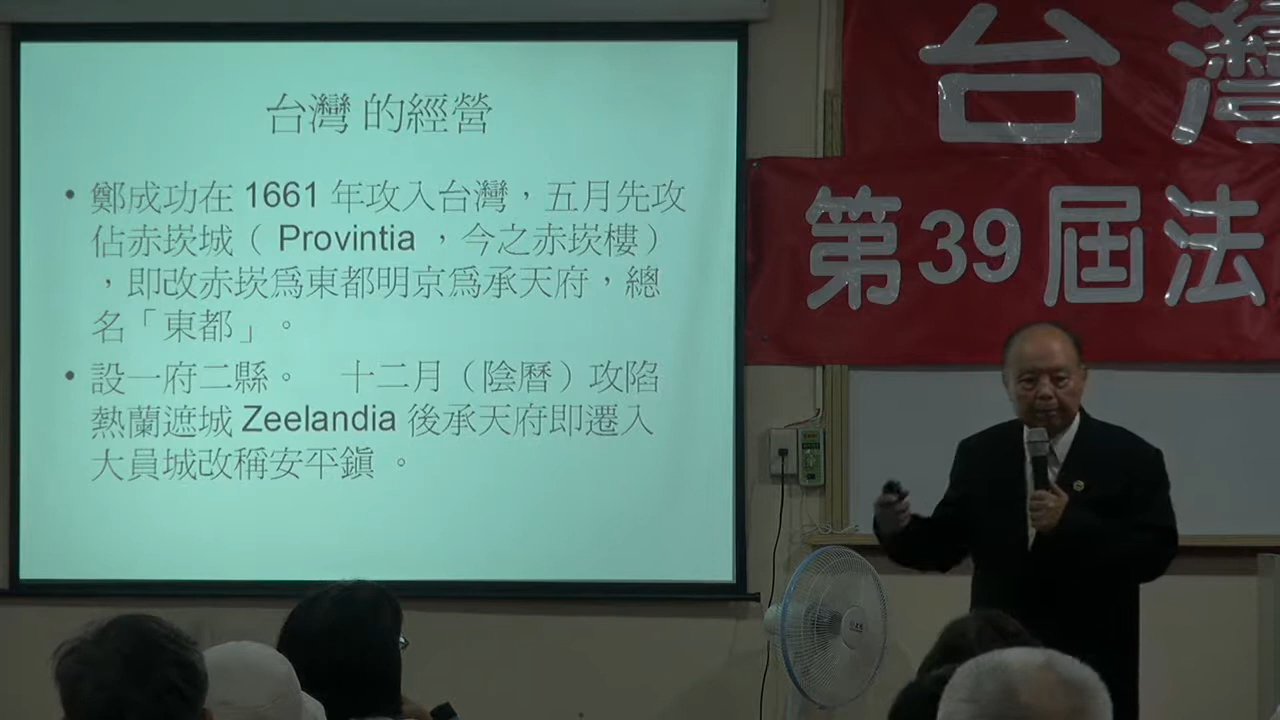 台灣 的經營
• 鄭成功在 1661 年攻入台灣，五月先攻
佔赤崁城（ Provintia ，今之赤崁樓）
，即改赤崁為東都明京為承天府，總
名「東都」。
• 設一府二縣。 十二月（陰曆）攻陷
熱蘭遮城 Zeelandia 後承天府即遷入
大員城改稱安平鎭 。
台灣
第39屆法